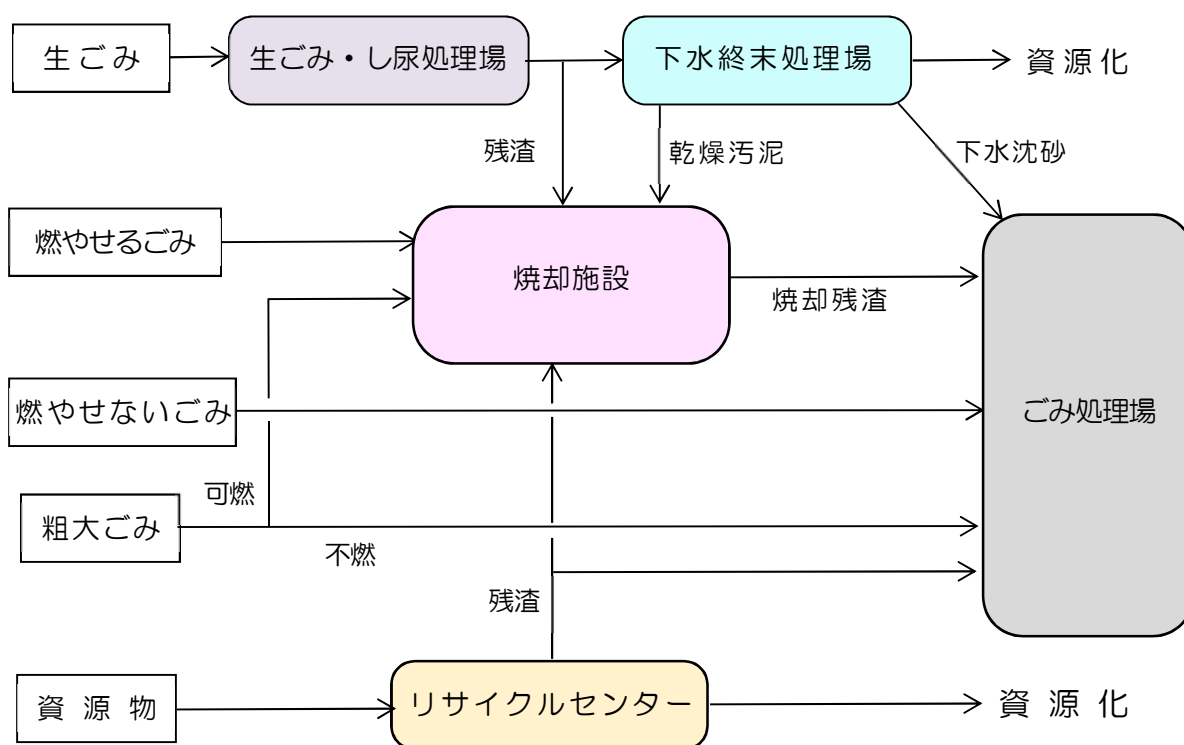 生ごみ
生ごみ・し尿処理場
下水終末処理場
資源化
残渣
乾燥汚泥
下水沈砂
燃やせるごみ
焼却施設
焼却残渣
燃やせないごみ
ごみ処理場
可燃
粗大ごみ
不燃
残渣
資源物
リサイクルセンター
資源化